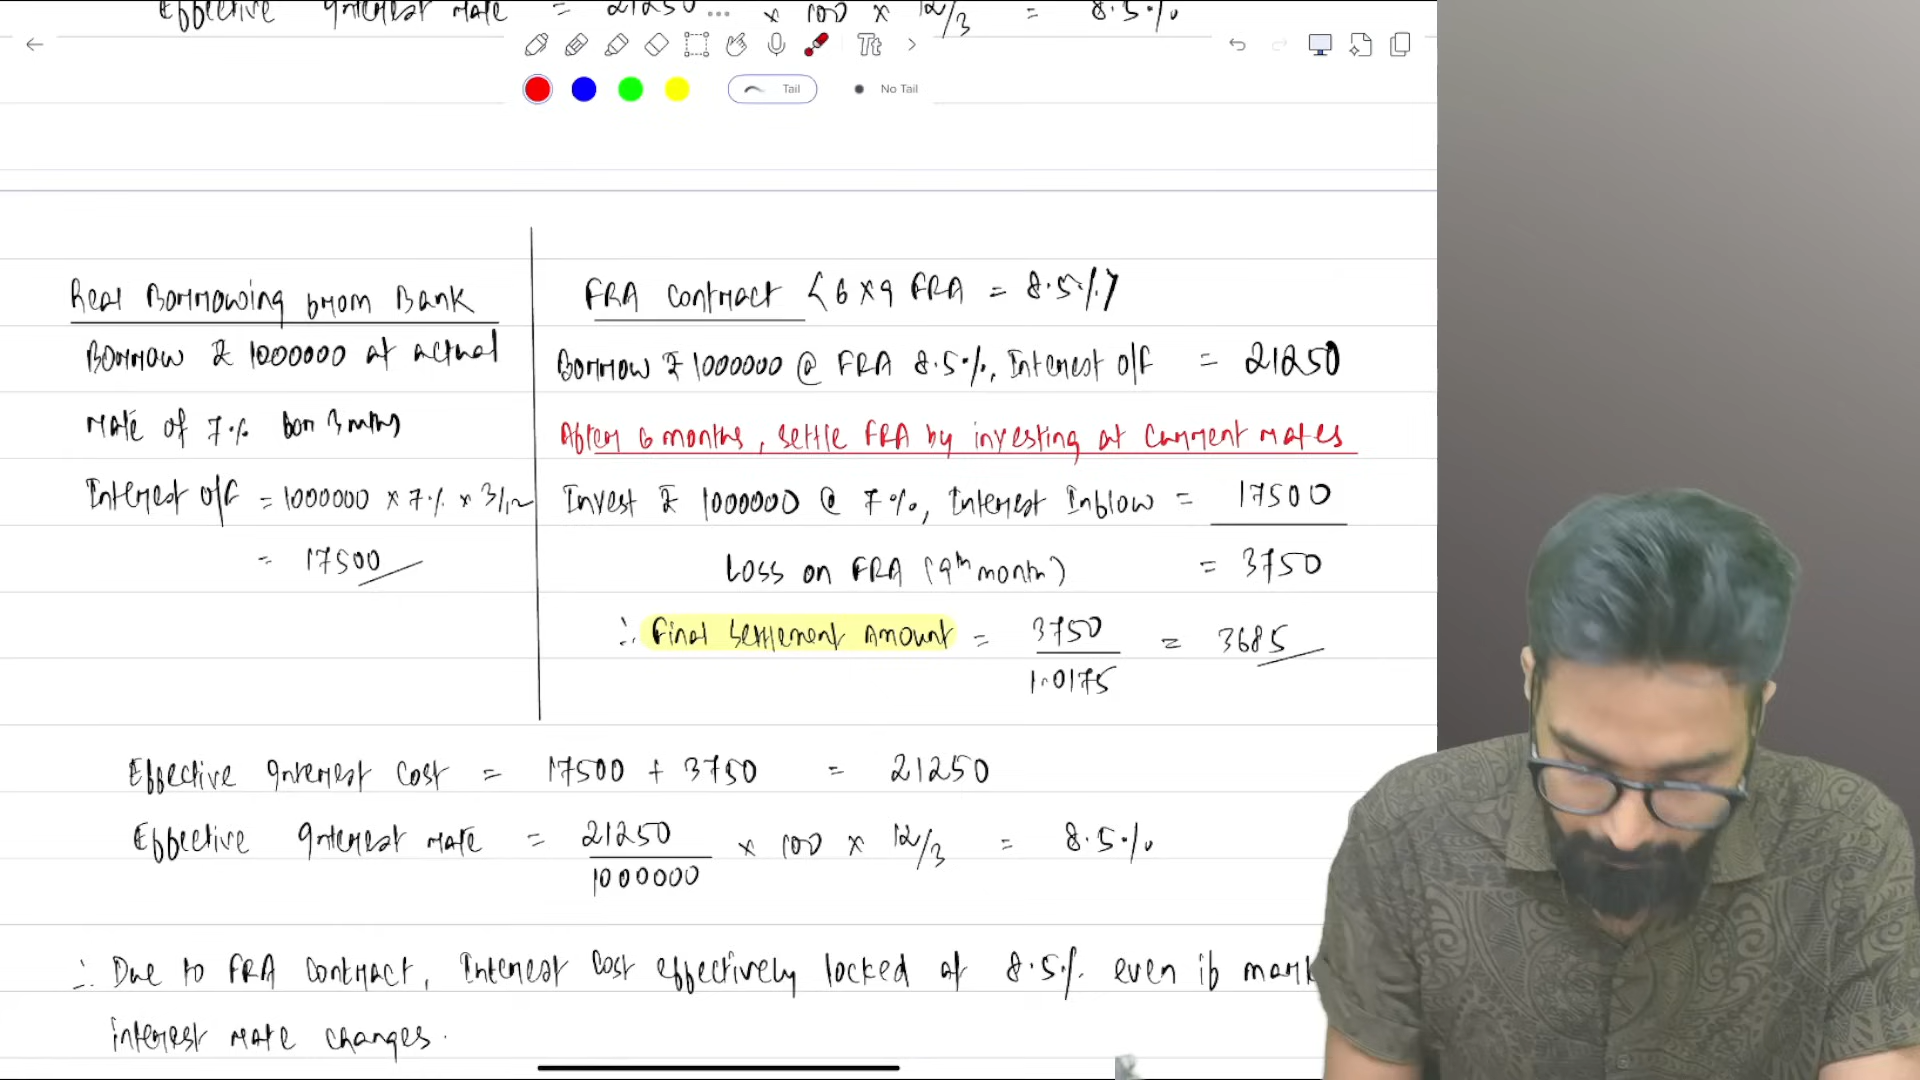 Effective Interest Rate = 21250 x 100 x 12/3 = 8.5%
Tt
Tail
No Tail
Real Borrowing from Bank
Borrow ₹ 1000000 at actual
rate of 7% for 3 mths
Interest o/f = 1000000 x 7% x 3/12
= 17500
FRA Contract {6x9 FRA = 8.5%}
Borrow ₹ 1000000 @ FRA 8.5%, Interest o/f = 21250
After 6 months, settle FRA by investing at current rates
Invest ₹ 1000000 @ 7%, Interest Inflow = 17500
Loss on FRA (9th month) = 3750
∴ Final Settlement Amount = 3750 = 3685
1.0175
Effective Interest Cost = 17500 + 3750 = 21250
Effective Interest rate = 21250 x 100 x 12/3 = 8.5%
1000000
∴ Due to FRA Contract, Interest Cost effectively locked at 8.5% even if mark
interest rate changes.